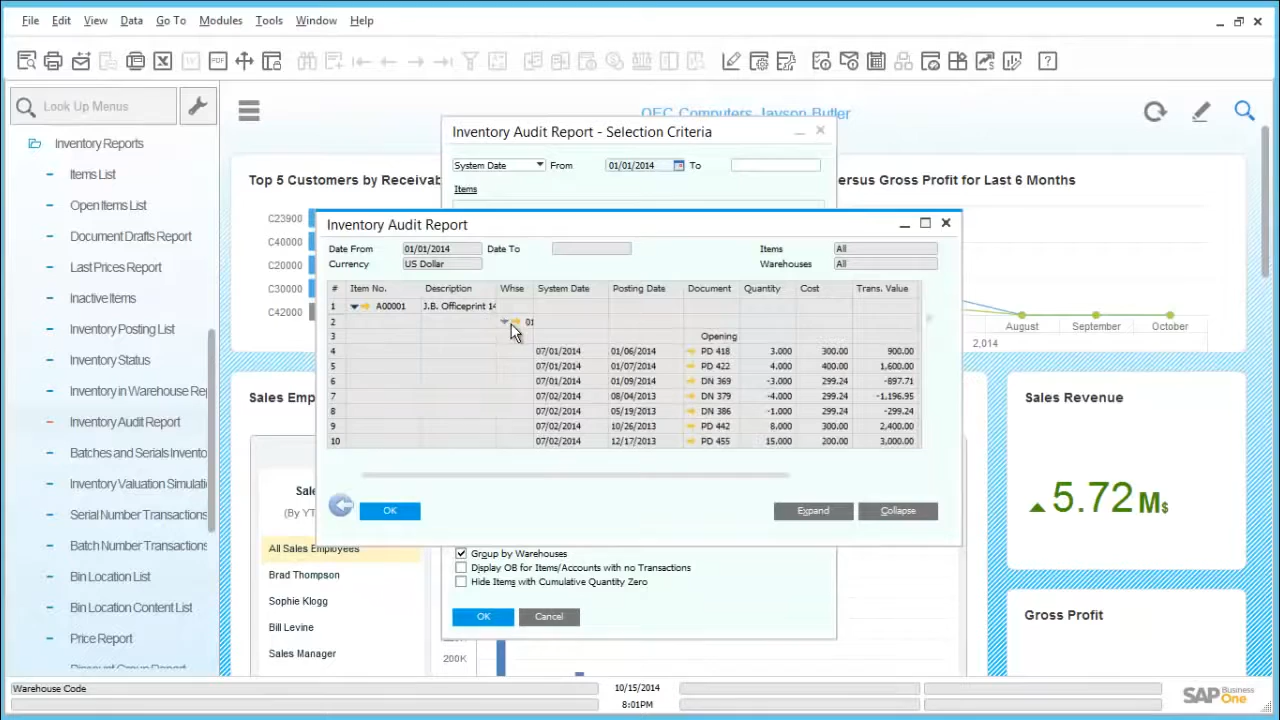 File Edit View Data Go To Modules Tools Window Help
Look Up Menus
OEC Computers, Jayson Butler
Inventory Reports
Items List
Open Items List
Document Drafts Report
Last Prices Report
Inactive Items
Inventory Posting List
Inventory Status
Inventory in Warehouse Rep
Inventory Audit Report
Batches and Serials Invento
Inventory Valuation Simulati
Serial Number Transactions
Batch Number Transactions
Bin Location List
Bin Location Content List
Price Report
Discount Group Report
Top 5 Customers by Receivab
C23900
C40000
C20000
C30000
C42000
ersus Gross Profit for Last 6 Months
August September October
2,014
Inventory Audit Report - Selection Criteria
System Date From 01/01/2014 To
Items
Inventory Audit Report
Date From 01/01/2014 Date To Items All
Currency US Dollar Warehouses All
# Item No. Description Whse System Date Posting Date Document Quantity Cost Trans. Value
1 A00001 J.B. Officeprint 14
2 01
3 Opening
4 07/01/2014 01/06/2014 PD 418 3.000 300.00 900.00
5 07/01/2014 01/07/2014 PD 422 4.000 400.00 1,600.00
6 07/01/2014 01/09/2014 DN 369 -3.000 299.24 -897.71
7 07/02/2014 08/04/2013 DN 379 -4.000 299.24 -1,196.95
8 07/02/2014 05/19/2013 DN 386 -1.000 299.24 -299.24
9 07/02/2014 10/26/2013 PD 442 8.000 300.00 2,400.00
10 07/02/2014 12/17/2013 PD 455 15.000 200.00 3,000.00
OK Expand Collapse
Group by Warehouses
Display OB for Items/Accounts with no Transactions
Hide Items with Cumulative Quantity Zero
OK Cancel
Sales Emp
Sale
(By YT
All Sales Employees
Brad Thompson
Sophie Klogg
Bill Levine
Sales Manager
200K
Sales Revenue
5.72 M$
Gross Profit
Warehouse Code
10/15/2014
8:01PM
SAP Business One